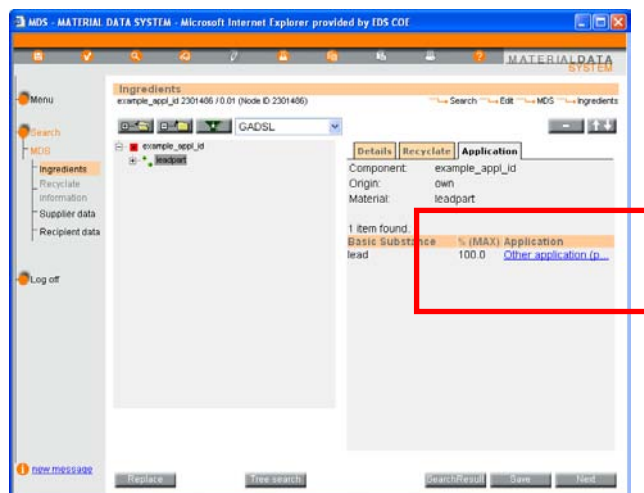 MDS - MATERIAL DATA SYSTEM - Microsoft Internet Explorer provided by EDS COE
MATERIALDATA
SYSTEM
Ingredients
example_appl_id 2301486 / 0.01 (Node ID 2301486)
Search Edit MDS Ingredients
Menu
Search
MDS
Ingredients
Recyclate
information
Supplier data
Recipient data
Log off
new message
GADSL
example_appl_id
leadpart
Details Recyclate Application
Component: example_appl_id
Origin: own
Material: leadpart
1 item found.
Basic Substance % (MAX) Application
lead 100.0 Other application (p...
Replace Tree search SearchResult Save Next